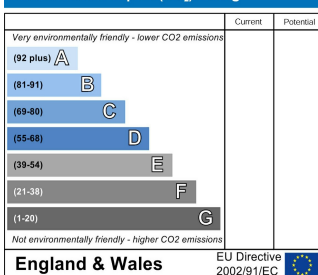 Current Potential
Very environmentally friendly - lower CO2 emissions
(92 plus) A
(81-91) B
(69-80) C
(55-68) D
(39-54) E
(21-38) F
(1-20) G
Not environmentally friendly - higher CO2 emissions
England & Wales
EU Directive
2002/91/EC